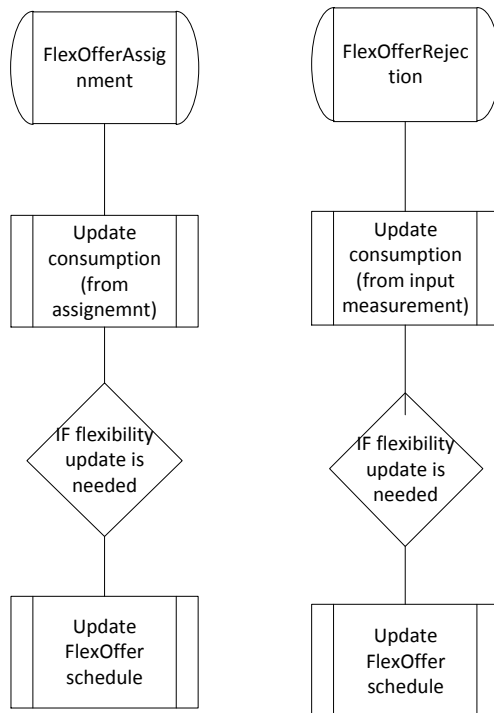 FlexOfferAssig
nment
Update
consumption
(from
assignemnt)
IF flexibility
update is
needed
Update
FlexOffer
schedule
FlexOfferRejec
tion
Update
consumption
(from input
measurement)
IF flexibility
update is
needed
Update
FlexOffer
schedule